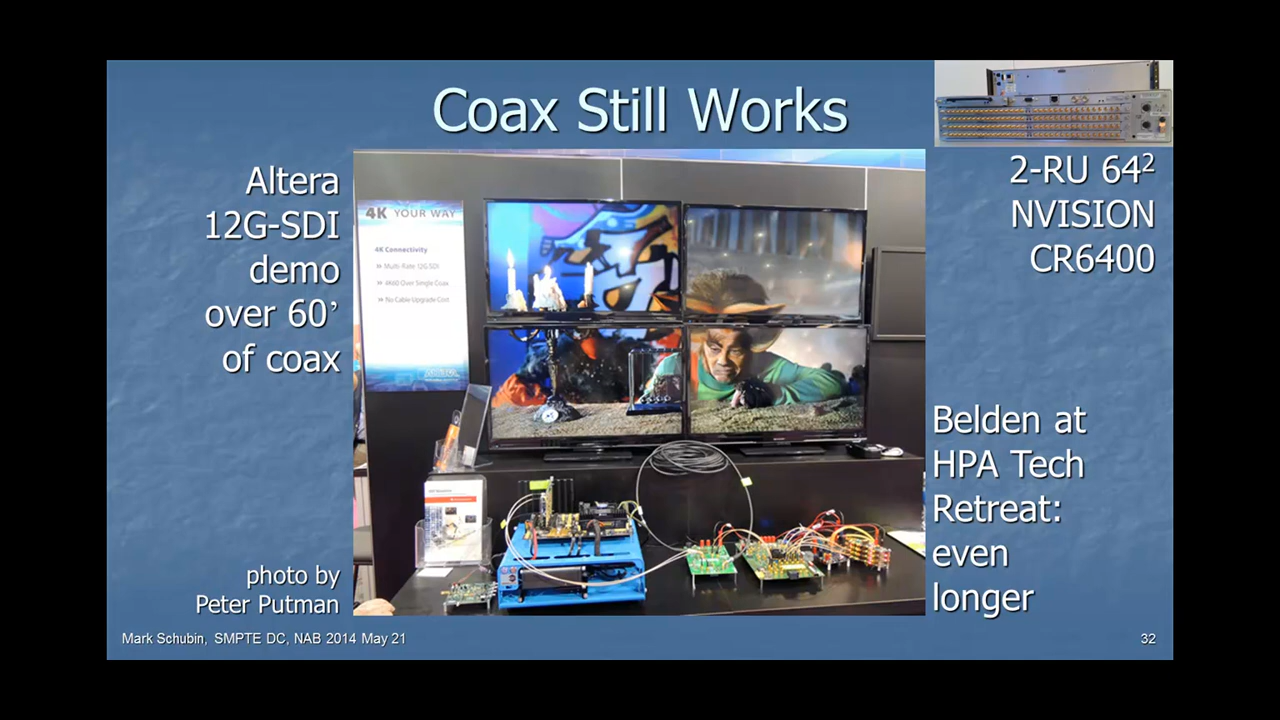 Coax Still Works
Altera
12G-SDI
demo
over 60’
of coax
photo by
Peter Putman
4K YOUR WAY
4K Connectivity
» Multi-Rate 12G-SDI
» 4K60 Over Single Coax
» No Cable Upgrade Cost
2-RU 64²
NVISION
CR6400
Belden at
HPA Tech
Retreat:
even
longer
Mark Schubin, SMPTE DC, NAB 2014 May 21
32